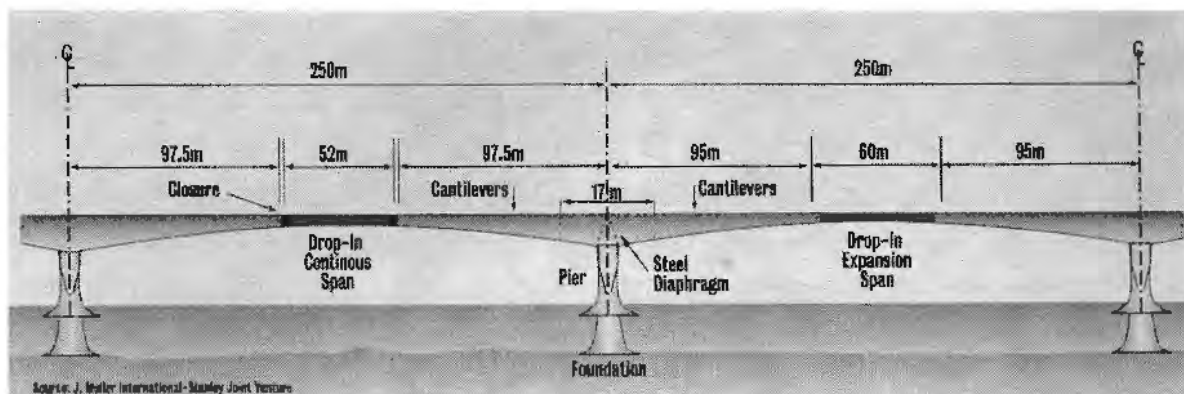 C L
C L
250m
250m
97.5m
52m
97.5m
95m
60m
95m
Closure
Cantilevers
17m
Cantilevers
Drop-In
Continous
Span
Pier
Steel
Diaphragm
Drop-In
Expansion
Span
Foundation
Source: J. Muller International-Stanley Joint Venture